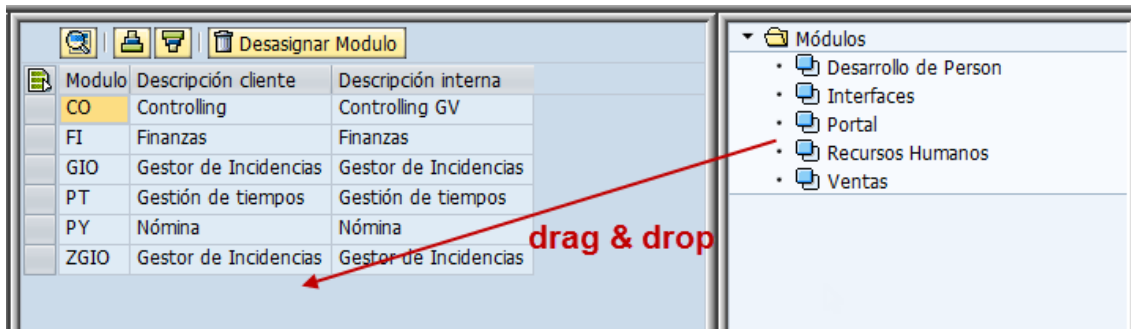 Desasignar Modulo
Modulo Descripción cliente Descripción interna
CO Controlling Controlling GV
FI Finanzas Finanzas
GIO Gestor de Incidencias Gestor de Incidencias
PT Gestión de tiempos Gestión de tiempos
PY Nómina Nómina
ZGIO Gestor de Incidencias Gestor de Incidencias
drag & drop
Módulos
Desarrollo de Person
Interfaces
Portal
Recursos Humanos
Ventas